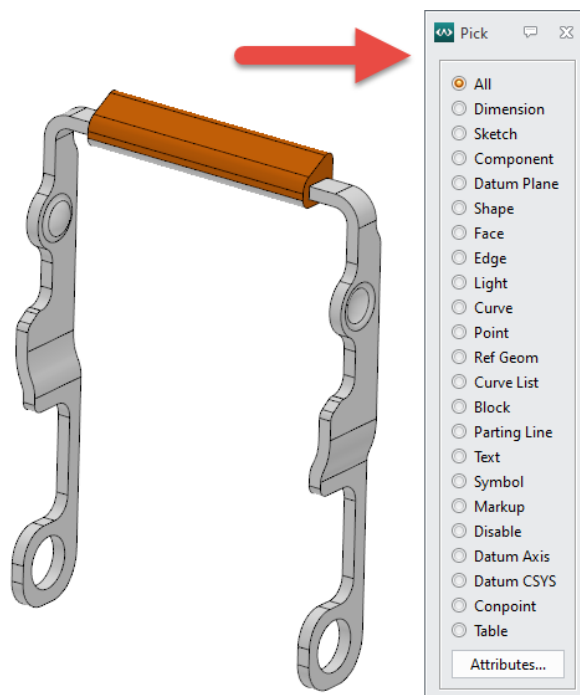 Pick
All
Dimension
Sketch
Component
Datum Plane
Shape
Face
Edge
Light
Curve
Point
Ref Geom
Curve List
Block
Parting Line
Text
Symbol
Markup
Disable
Datum Axis
Datum CSYS
Conpoint
Table
Attributes...